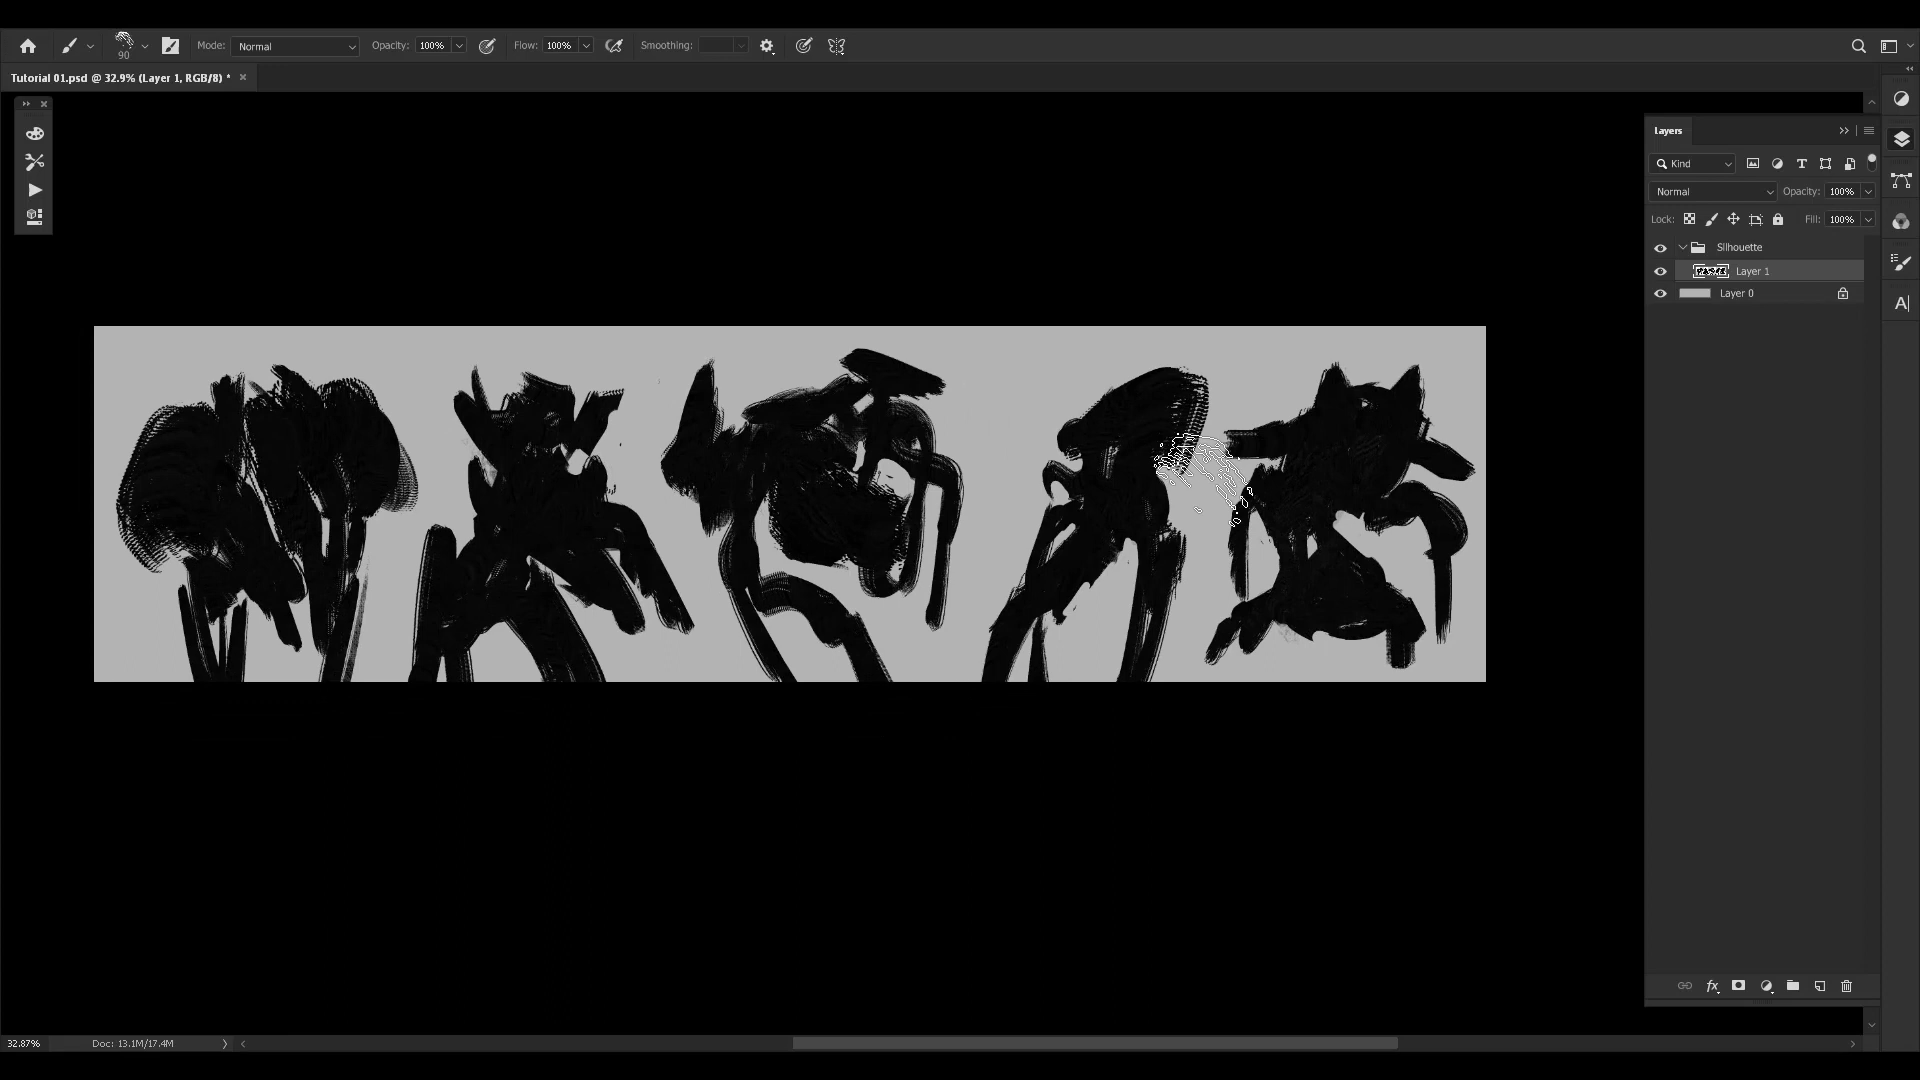 90
Mode: Normal Opacity: 100% Flow: 100% Smoothing:
Tutorial 01.psd @ 32.9% (Layer 1, RGB/8) *
Layers
Kind
Normal Opacity: 100%
Lock: Fill: 100%
Silhouette
Layer 1
Layer 0
32.87% Doc: 13.1M/17.4M